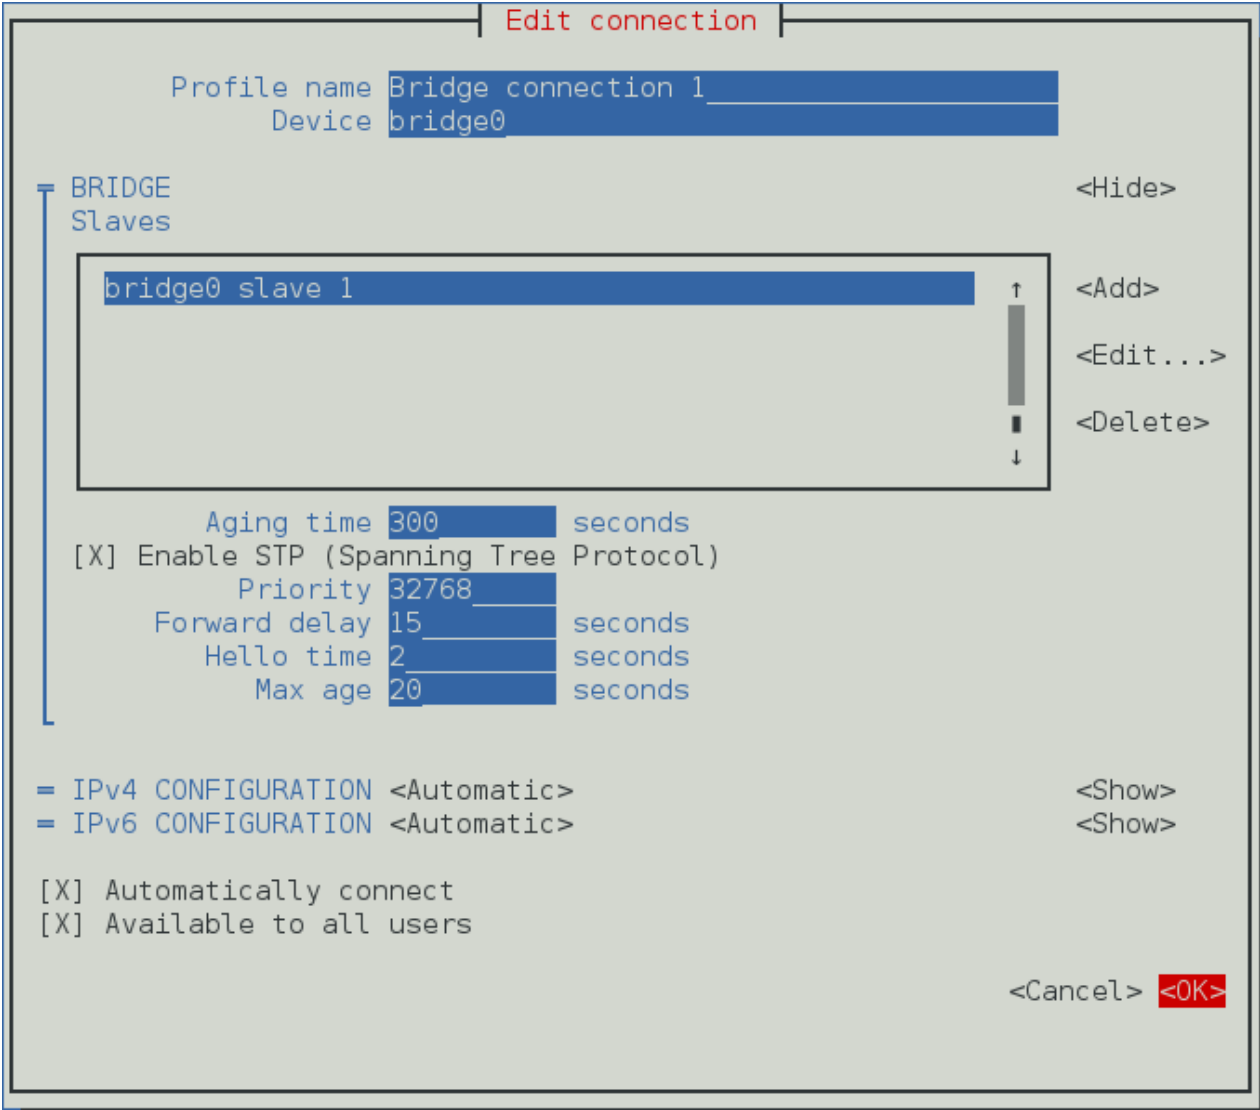 Edit connection
Profile name Bridge connection 1
Device bridge0
BRIDGE <Hide>
Slaves
bridge0 slave 1 ↑ <Add>
<Edit...>
<Delete>
↓
Aging time 300 seconds
[X] Enable STP (Spanning Tree Protocol)
Priority 32768
Forward delay 15 seconds
Hello time 2 seconds
Max age 20 seconds
= IPv4 CONFIGURATION <Automatic> <Show>
= IPv6 CONFIGURATION <Automatic> <Show>
[X] Automatically connect
[X] Available to all users
<Cancel> <OK>